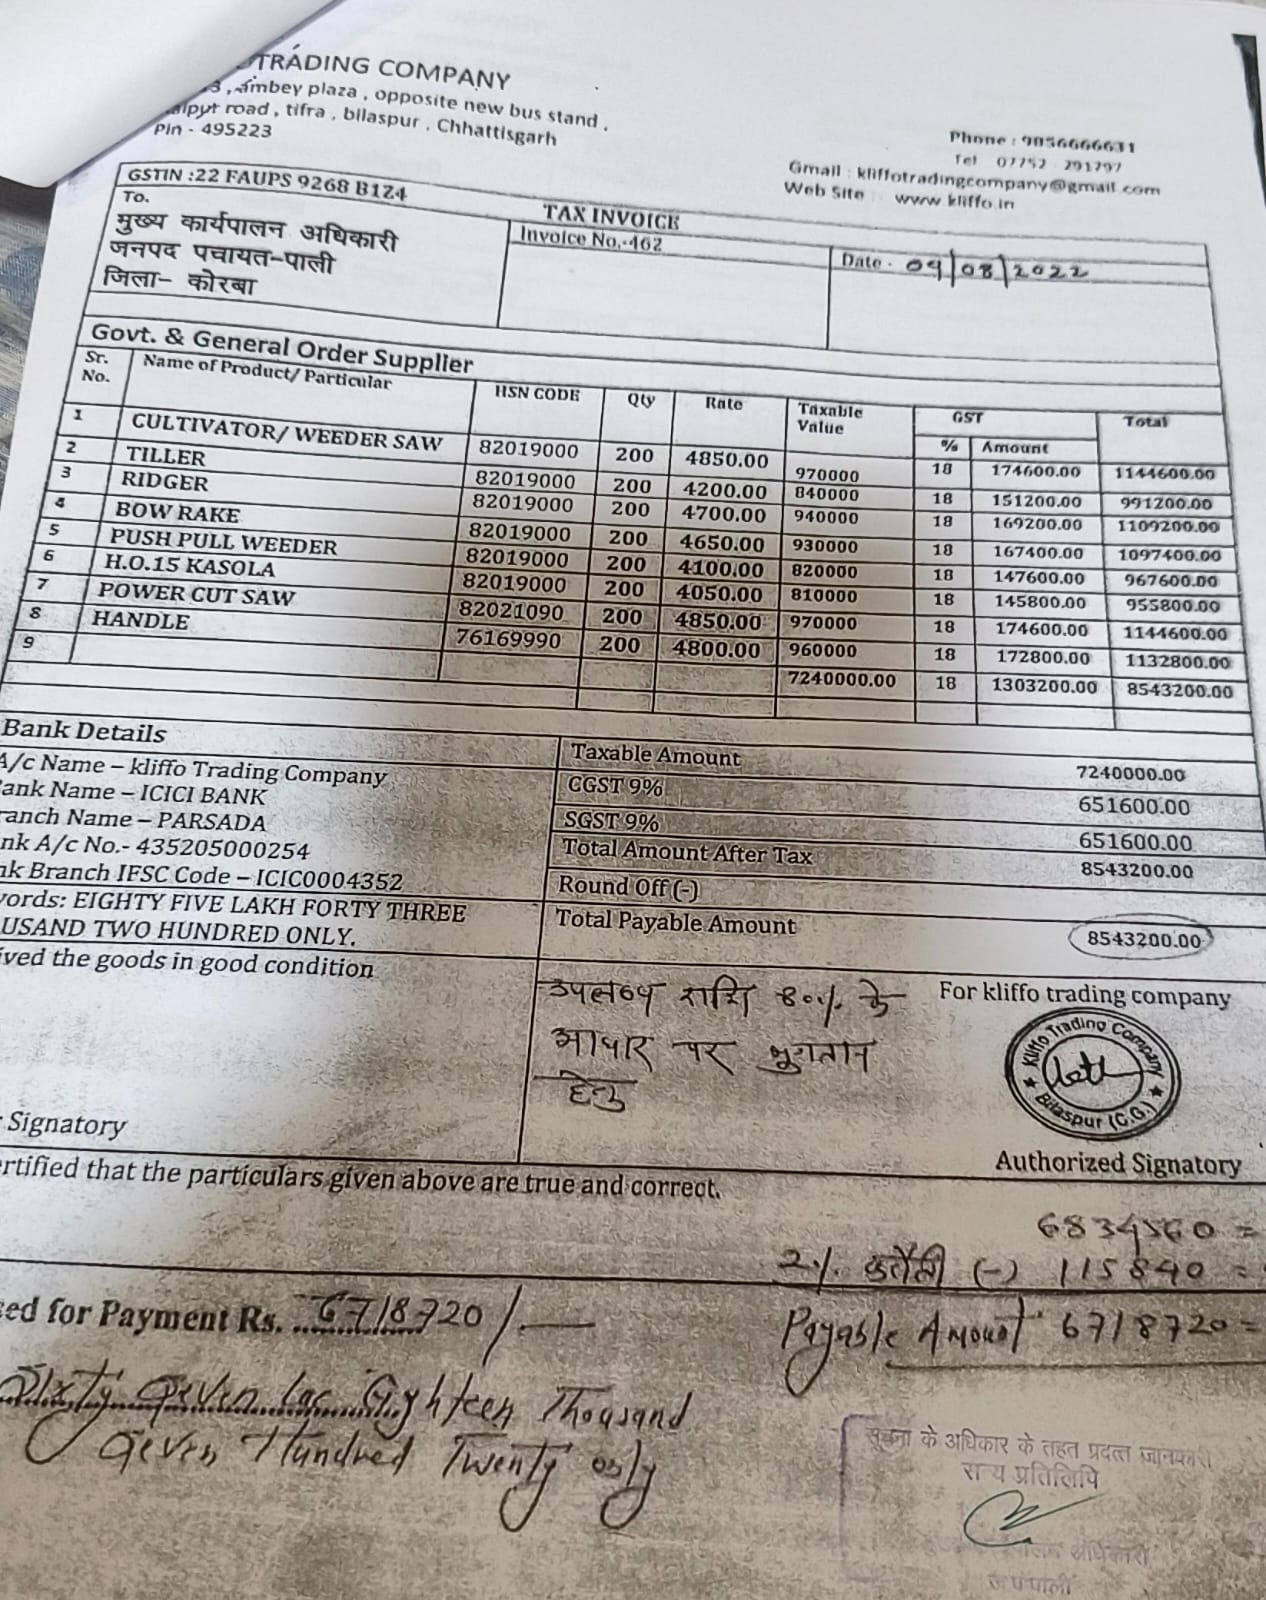 TRADING COMPANY
ambey plaza , opposite new bus stand ,
road , tifra , bilaspur , Chhattisgarh
Pin - 495223
Phone : 9856666631
Tel 07752 291797
Gmail : kliffotradingcompany@gmail.com
Web Site : www.kliffo.in
GSTIN :22 FAUPS 9268 B1Z4
TAX INVOICE
To.
मुख्य कार्यपालन अधिकारी
जनपद पचायत-पाली
जिला- कोरबा
Invoice No,-462
Date - 04/08/2022
Govt. & General Order Supplier
Sr. No. Name of Product/ Particular HSN CODE Qty Rate Taxable Value GST Total
% Amount
1 CULTIVATOR/ WEEDER SAW 82019000 200 4850.00 970000 18 174600.00 1144600.00
2 TILLER 82019000 200 4200.00 840000 18 151200.00 991200.00
3 RIDGER 82019000 200 4700.00 940000 18 169200.00 1109200.00
4 BOW RAKE 82019000 200 4650.00 930000 18 167400.00 1097400.00
5 PUSH PULL WEEDER 82019000 200 4100.00 820000 18 147600.00 967600.00
6 H.O.15 KASOLA 82019000 200 4050.00 810000 18 145800.00 955800.00
7 POWER CUT SAW 82021090 200 4850.00 970000 18 174600.00 1144600.00
8 HANDLE 76169990 200 4800.00 960000 18 172800.00 1132800.00
9 7240000.00 18 1303200.00 8543200.00
Bank Details
A/c Name – kliffo Trading Company
ank Name – ICICI BANK
ranch Name – PARSADA
nk A/c No.- 435205000254
nk Branch IFSC Code – ICIC0004352
vords: EIGHTY FIVE LAKH FORTY THREE
USAND TWO HUNDRED ONLY.
ived the goods in good condition
Taxable Amount 7240000.00
CGST 9% 651600.00
SGST 9% 651600.00
Total Amount After Tax 8543200.00
Round Off (-)
Total Payable Amount 8543200.00
उपलब्ध राशि 80% के
आधार पर भुगतान
हेतु
For kliffo trading company
Kliffo Trading Company
Bilaspur (C.G.)
Signatory
Authorized Signatory
ertified that the particulars given above are true and correct.
6834560 =
2% कटौती (-) 115840 =
Payable Amount 6718720 =
sed for Payment Rs. 6718720/—
Sixty Seven Lac Eighteen Thousand
Seven Hundred Twenty only
सूचना के अधिकार के तहत प्रदत्त जानकारी
सत्य प्रतिलिपि